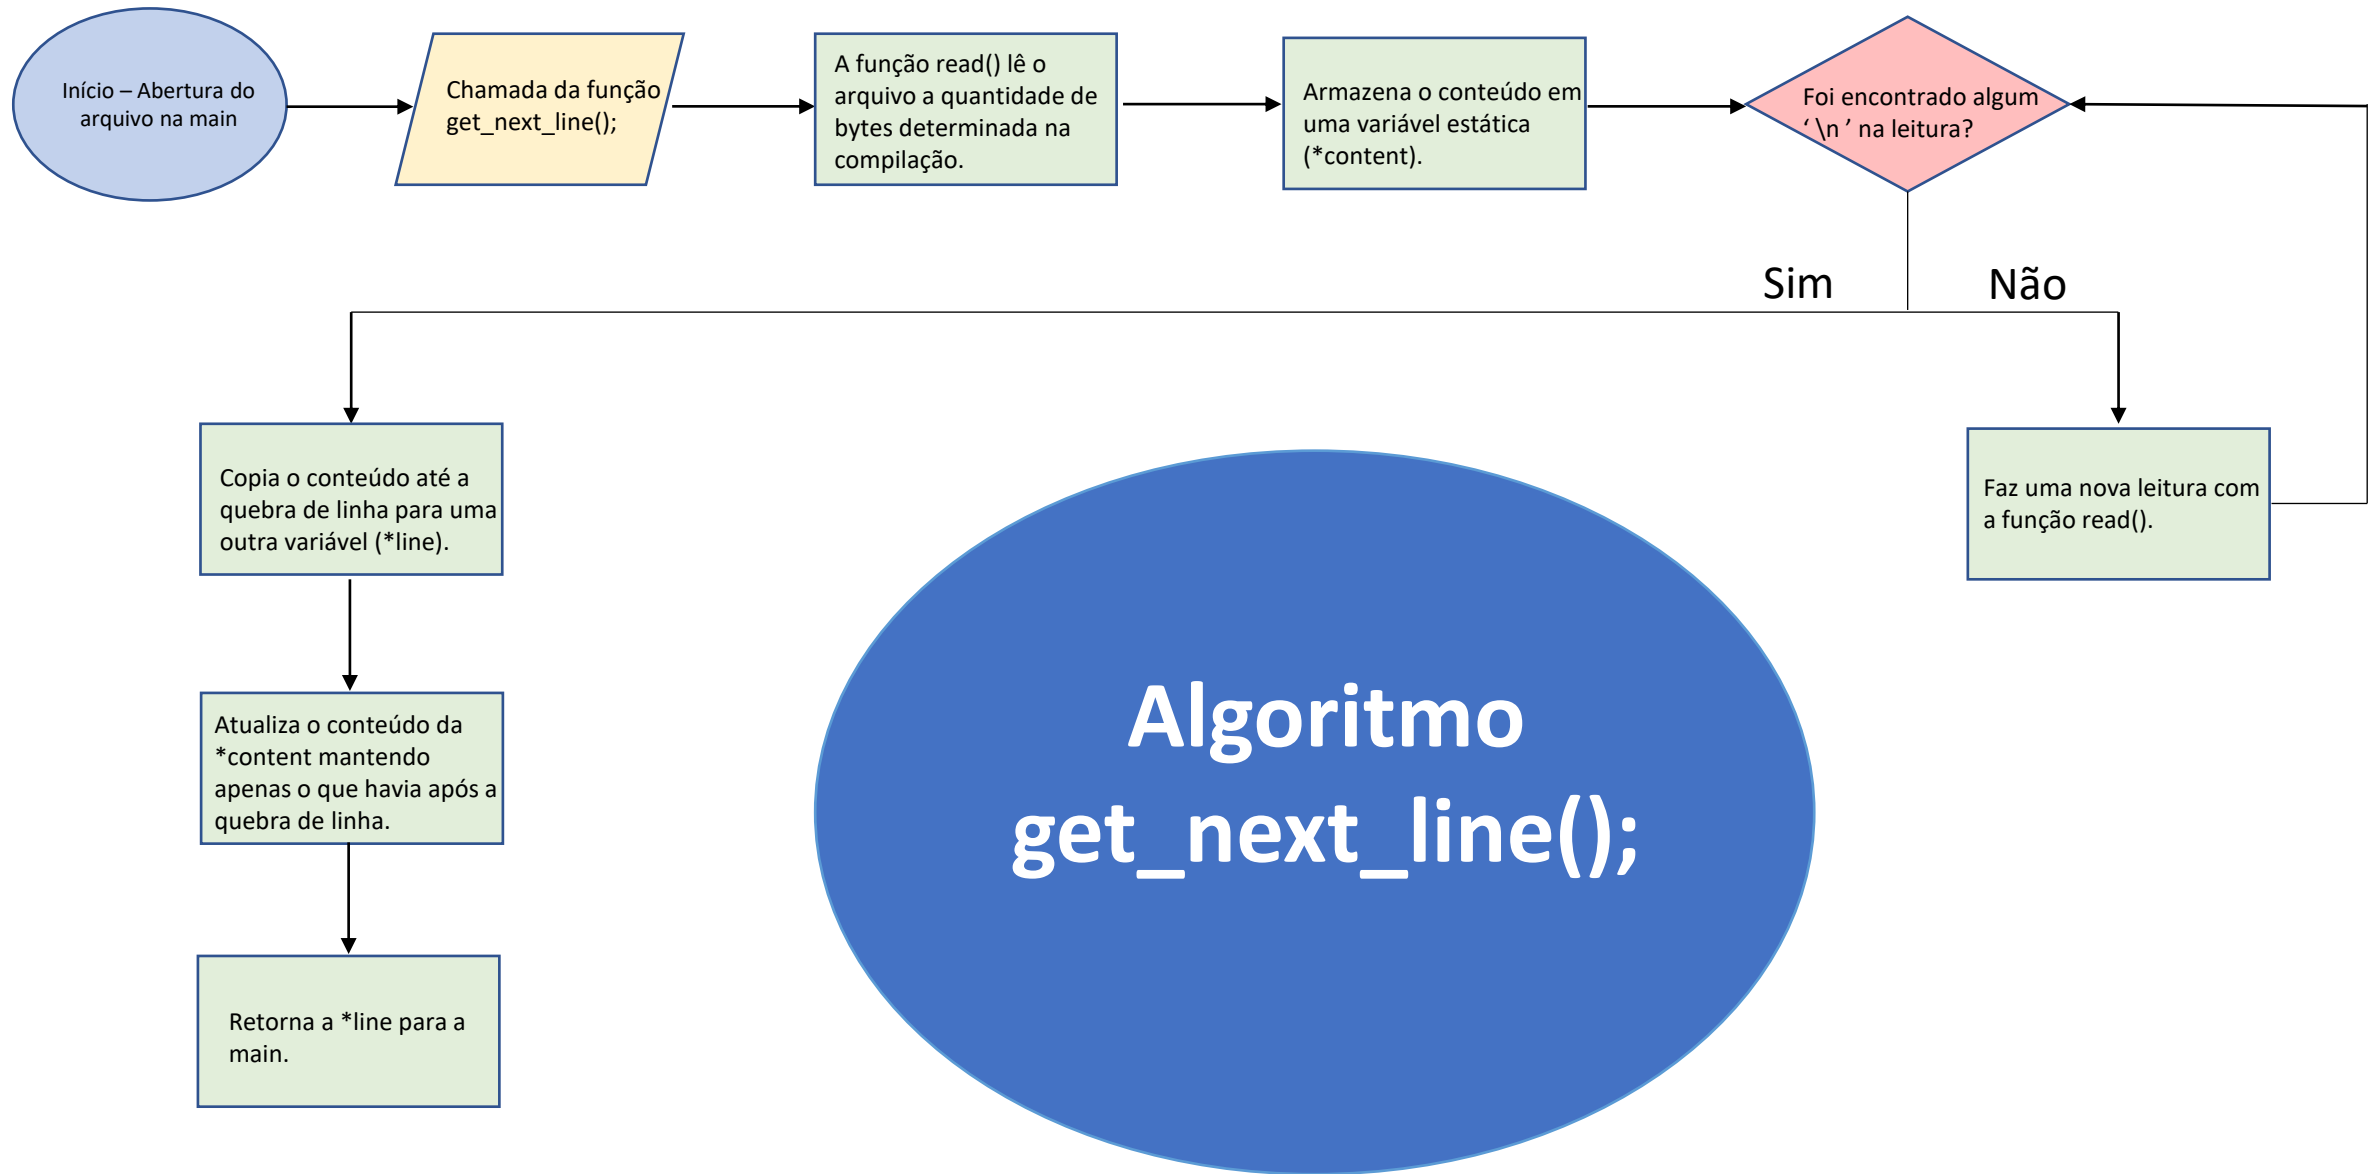 Início – Abertura do
arquivo na main
Chamada da função
get_next_line();
A função read() lê o
arquivo a quantidade de
bytes determinada na
compilação.
Armazena o conteúdo em
uma variável estática
(*content).
Foi encontrado algum
‘ \n ’ na leitura?
Sim
Não
Copia o conteúdo até a
quebra de linha para uma
outra variável (*line).
Faz uma nova leitura com
a função read().
Atualiza o conteúdo da
*content mantendo
apenas o que havia após a
quebra de linha.
Retorna a *line para a
main.
Algoritmo
get_next_line();